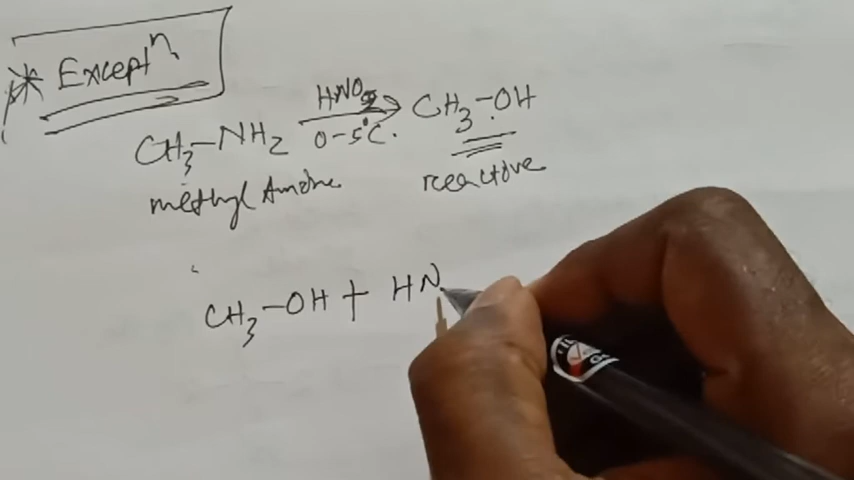 * Exceptⁿ.
CH₃-NH₂ HNO₂ 0-5°C. CH₃-OH
methyl Amine reactive
CH₃-OH + HN